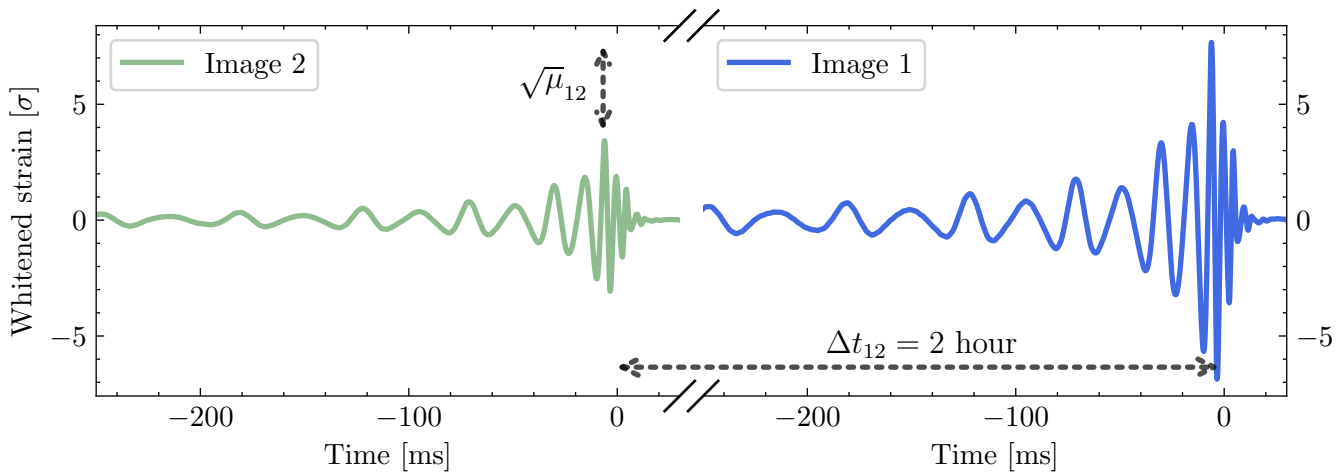 Image 2
Image 1
√μ₁₂
Whitened strain [σ]
5
0
−5
5
0
−5
Δt₁₂ = 2 hour
−200 −100 0 −200 −100 0
Time [ms] Time [ms]